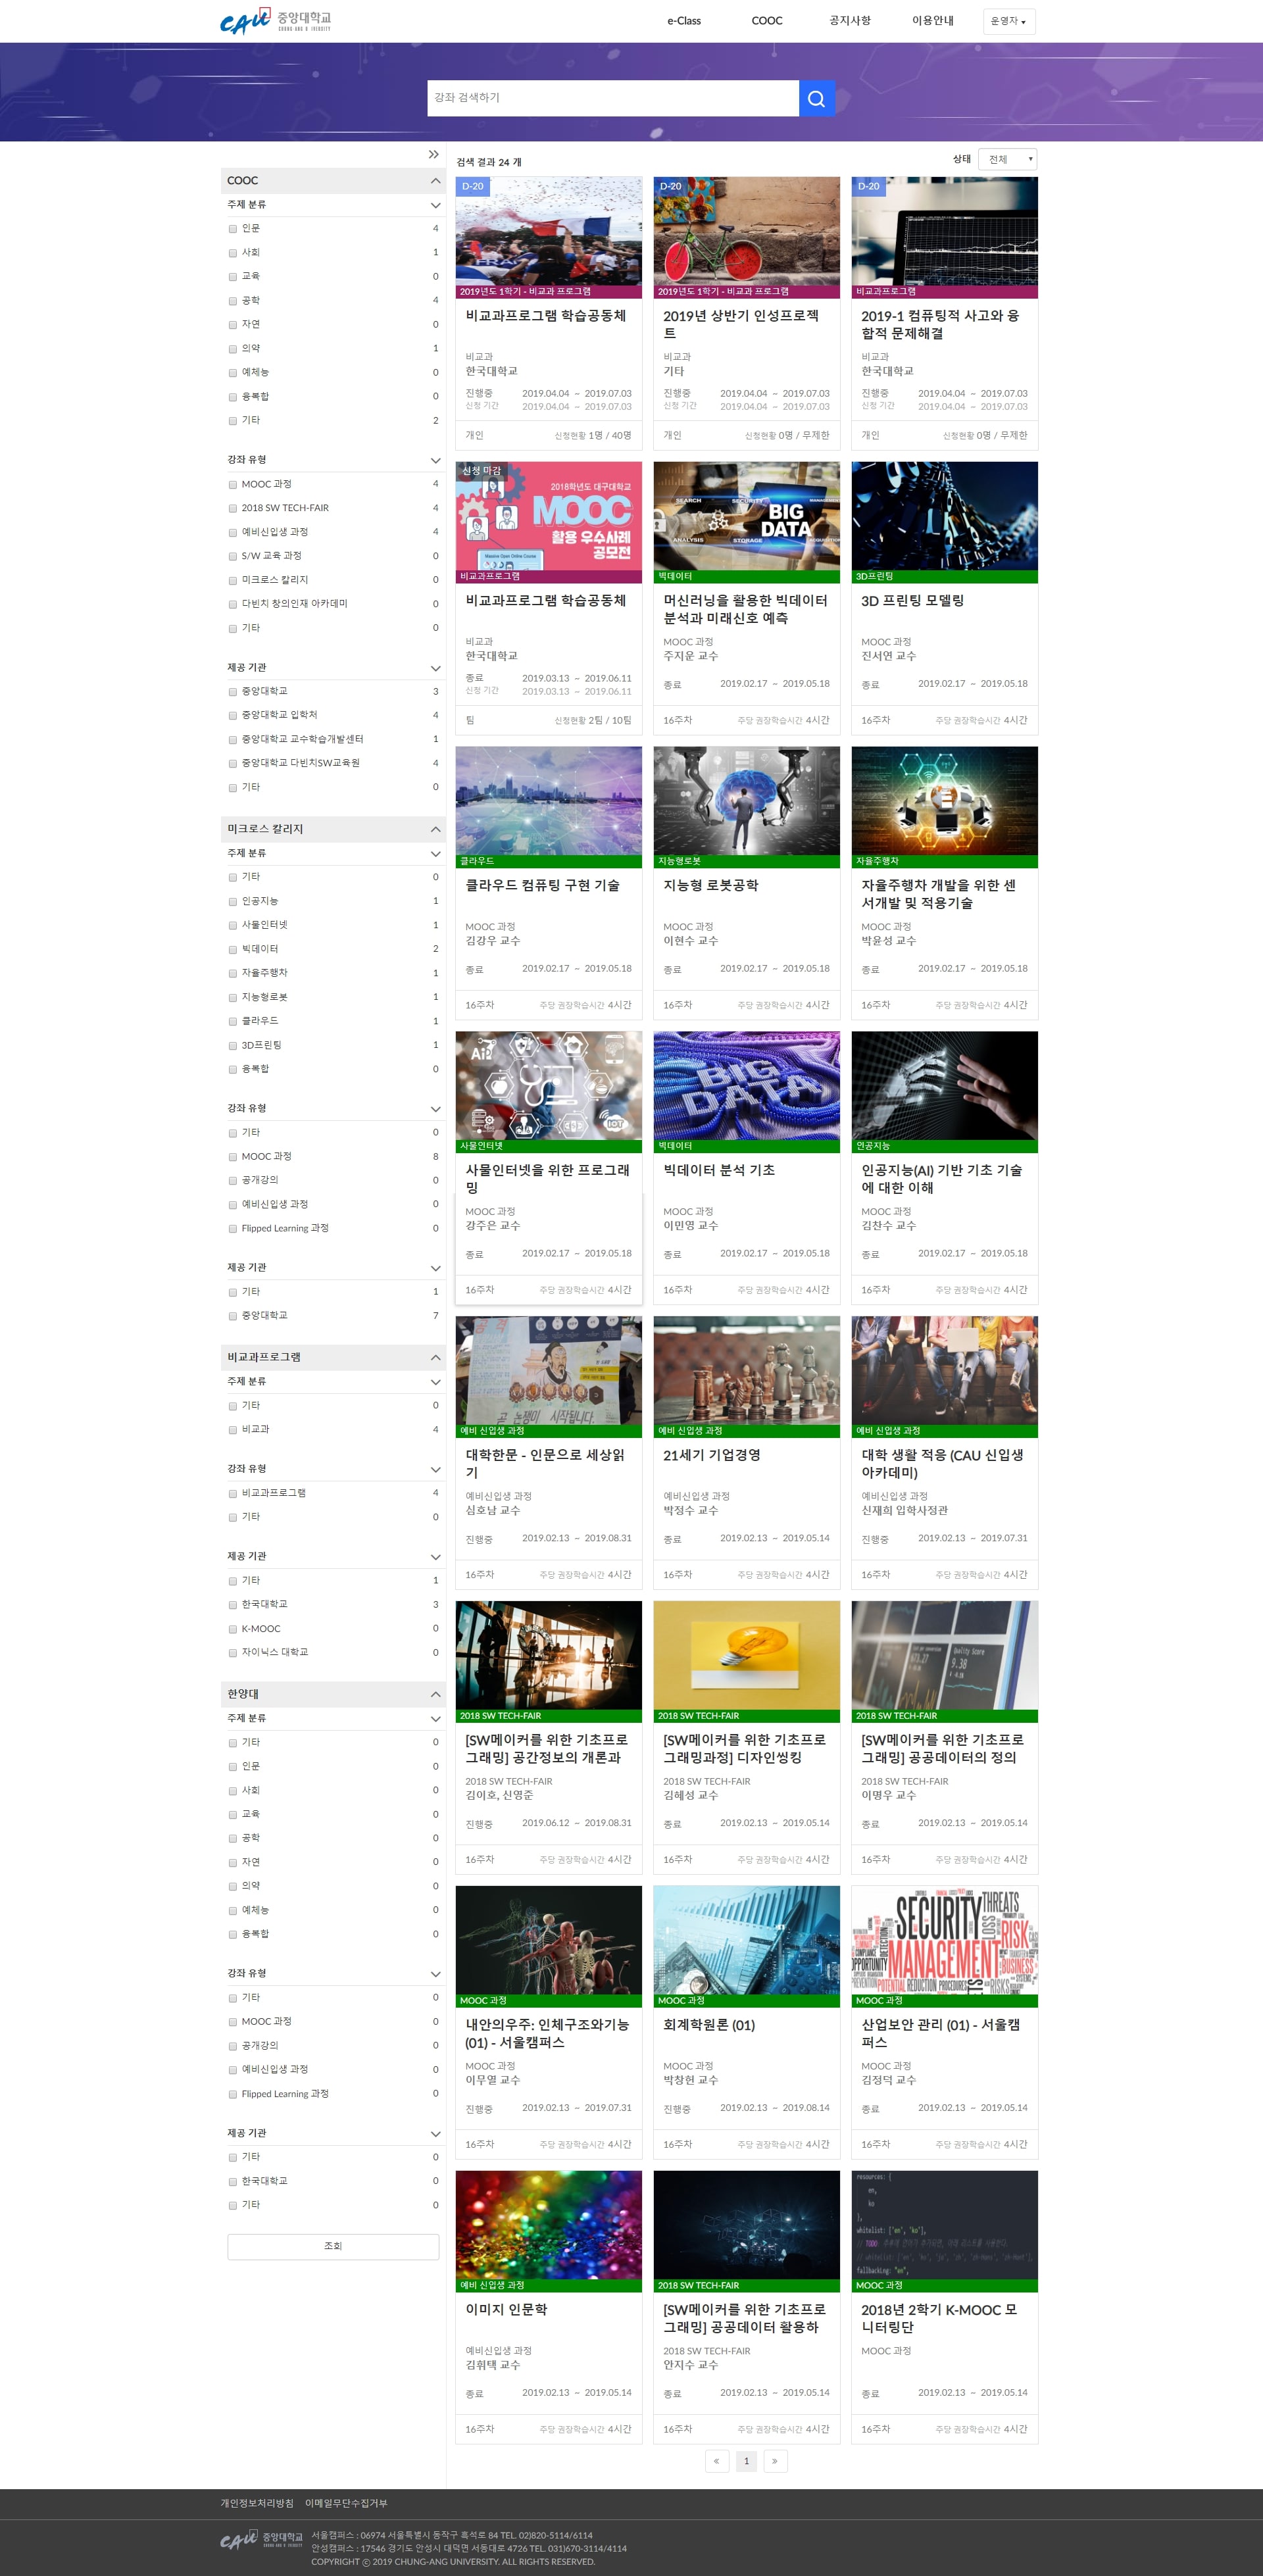 CAU 중앙대학교
CHUNG-ANG UNIVERSITY
e-Class
COOC
공지사항
이용안내
운영자
강좌 검색하기
COOC
주제 분류
인문 4
사회 1
교육 0
공학 4
자연 0
의약 1
예체능 0
융복합 0
기타 2
강좌 유형
MOOC 과정 4
2018 SW TECH-FAIR 4
예비신입생 과정 4
S/W 교육 과정 0
미크로스 칼리지 0
다빈치 창의인재 아카데미 0
기타 0
제공 기관
중앙대학교 3
중앙대학교 입학처 4
중앙대학교 교수학습개발센터 1
중앙대학교 다빈치SW교육원 4
기타 0
미크로스 칼리지
주제 분류
기타 0
인공지능 1
사물인터넷 1
빅데이터 2
자율주행차 1
지능형로봇 1
클라우드 1
3D프린팅 1
융복합 0
강좌 유형
기타 0
MOOC 과정 8
공개강의 0
예비신입생 과정 0
Flipped Learning 과정 0
제공 기관
기타 1
중앙대학교 7
비교과프로그램
주제 분류
기타 0
비교과 4
강좌 유형
비교과프로그램 4
기타 0
제공 기관
기타 1
한국대학교 3
K-MOOC 0
자이닉스 대학교 0
한양대
주제 분류
기타 0
인문 0
사회 0
교육 0
공학 0
자연 0
의약 0
예체능 0
융복합 0
강좌 유형
기타 0
MOOC 과정 0
공개강의 0
예비신입생 과정 0
Flipped Learning 과정 0
제공 기관
기타 0
한국대학교 0
기타 0
조회
검색 결과 24 개
상태 전체
D-20
2019년도 1학기 - 비교과 프로그램
비교과프로그램 학습공동체
비교과
한국대학교
진행중 2019.04.04 ~ 2019.07.03
신청 기간 2019.04.04 ~ 2019.07.03
개인 신청현황 1명 / 40명
D-20
2019년도 1학기 - 비교과 프로그램
2019년 상반기 인성프로젝
트
비교과
기타
진행중 2019.04.04 ~ 2019.07.03
신청 기간 2019.04.04 ~ 2019.07.03
개인 신청현황 0명 / 무제한
D-20
비교과프로그램
2019-1 컴퓨팅적 사고와 융
합적 문제해결
비교과
한국대학교
진행중 2019.04.04 ~ 2019.07.03
신청 기간 2019.04.04 ~ 2019.07.03
개인 신청현황 0명 / 무제한
신청 마감
2018학년도 대구대학교
MOOC
활용 우수사례
공모전
Massive Open Online Course
비교과프로그램
비교과프로그램 학습공동체
비교과
한국대학교
종료 2019.03.13 ~ 2019.06.11
신청 기간 2019.03.13 ~ 2019.06.11
팀 신청현황 2팀 / 10팀
SEARCH
SECURITY
BIG
DATA
ANALYSIS
STORAGE
빅데이터
머신러닝을 활용한 빅데이터
분석과 미래신호 예측
MOOC 과정
주지운 교수
종료 2019.02.17 ~ 2019.05.18
16주차 주당 권장학습시간 4시간
3D프린팅
3D 프린팅 모델링
MOOC 과정
진서연 교수
종료 2019.02.17 ~ 2019.05.18
16주차 주당 권장학습시간 4시간
클라우드
클라우드 컴퓨팅 구현 기술
MOOC 과정
김강우 교수
종료 2019.02.17 ~ 2019.05.18
16주차 주당 권장학습시간 4시간
지능형로봇
지능형 로봇공학
MOOC 과정
이현수 교수
종료 2019.02.17 ~ 2019.05.18
16주차 주당 권장학습시간 4시간
자율주행차
자율주행차 개발을 위한 센
서개발 및 적용기술
MOOC 과정
박윤성 교수
종료 2019.02.17 ~ 2019.05.18
16주차 주당 권장학습시간 4시간
AI
IOT
사물인터넷
사물인터넷을 위한 프로그래
밍
MOOC 과정
강주은 교수
종료 2019.02.17 ~ 2019.05.18
16주차 주당 권장학습시간 4시간
BIG
DATA
빅데이터
빅데이터 분석 기초
MOOC 과정
이민영 교수
종료 2019.02.17 ~ 2019.05.18
16주차 주당 권장학습시간 4시간
인공지능
인공지능(AI) 기반 기초 기술
에 대한 이해
MOOC 과정
김찬수 교수
종료 2019.02.17 ~ 2019.05.18
16주차 주당 권장학습시간 4시간
공격
곧 논쟁이 시작됩니다.
예비 신입생 과정
대학한문 - 인문으로 세상읽
기
예비신입생 과정
심호남 교수
진행중 2019.02.13 ~ 2019.08.31
16주차 주당 권장학습시간 4시간
예비 신입생 과정
21세기 기업경영
예비신입생 과정
박정수 교수
종료 2019.02.13 ~ 2019.05.14
16주차 주당 권장학습시간 4시간
예비 신입생 과정
대학 생활 적응 (CAU 신입생
아카데미)
예비신입생 과정
신재희 입학사정관
진행중 2019.02.13 ~ 2019.07.31
16주차 주당 권장학습시간 4시간
2018 SW TECH-FAIR
[SW메이커를 위한 기초프로
그래밍] 공간정보의 개론과
2018 SW TECH-FAIR
김이호, 신영준
진행중 2019.06.12 ~ 2019.08.31
16주차 주당 권장학습시간 4시간
2018 SW TECH-FAIR
[SW메이커를 위한 기초프로
그래밍과정] 디자인씽킹
2018 SW TECH-FAIR
김혜성 교수
종료 2019.02.13 ~ 2019.05.14
16주차 주당 권장학습시간 4시간
Quality Score
673.27
9.38
2018 SW TECH-FAIR
[SW메이커를 위한 기초프로
그래밍] 공공데이터의 정의
2018 SW TECH-FAIR
이명우 교수
종료 2019.02.13 ~ 2019.05.14
16주차 주당 권장학습시간 4시간
MOOC 과정
내안의우주: 인체구조와기능
(01) - 서울캠퍼스
MOOC 과정
이무열 교수
진행중 2019.02.13 ~ 2019.07.31
16주차 주당 권장학습시간 4시간
MOOC 과정
회계학원론 (01)
MOOC 과정
박창헌 교수
진행중 2019.02.13 ~ 2019.08.14
16주차 주당 권장학습시간 4시간
SECURITY
THREATS
LOSS
RISK
MANAGEMENT
BUSINESS
POTENTIAL
REDUCTION
RISKS
MOOC 과정
산업보안 관리 (01) - 서울캠
퍼스
MOOC 과정
김정덕 교수
종료 2019.02.13 ~ 2019.05.14
16주차 주당 권장학습시간 4시간
예비 신입생 과정
이미지 인문학
예비신입생 과정
김휘택 교수
종료 2019.02.13 ~ 2019.05.14
16주차 주당 권장학습시간 4시간
2018 SW TECH-FAIR
[SW메이커를 위한 기초프로
그래밍] 공공데이터 활용하
2018 SW TECH-FAIR
안지수 교수
종료 2019.02.13 ~ 2019.05.14
16주차 주당 권장학습시간 4시간
resources: {
en,
ko
},
whitelist: ['en', 'ko'],
fallbackLng: "en",
MOOC 과정
2018년 2학기 K-MOOC 모
니터링단
MOOC 과정
종료 2019.02.13 ~ 2019.05.14
16주차 주당 권장학습시간 4시간
« 1 »
개인정보처리방침 이메일무단수집거부
CAU 중앙대학교
서울캠퍼스 : 06974 서울특별시 동작구 흑석로 84 TEL. 02)820-5114/6114
안성캠퍼스 : 17546 경기도 안성시 대덕면 서동대로 4726 TEL. 031)670-3114/4114
COPYRIGHT ⓒ 2019 CHUNG-ANG UNIVERSITY. ALL RIGHTS RESERVED.